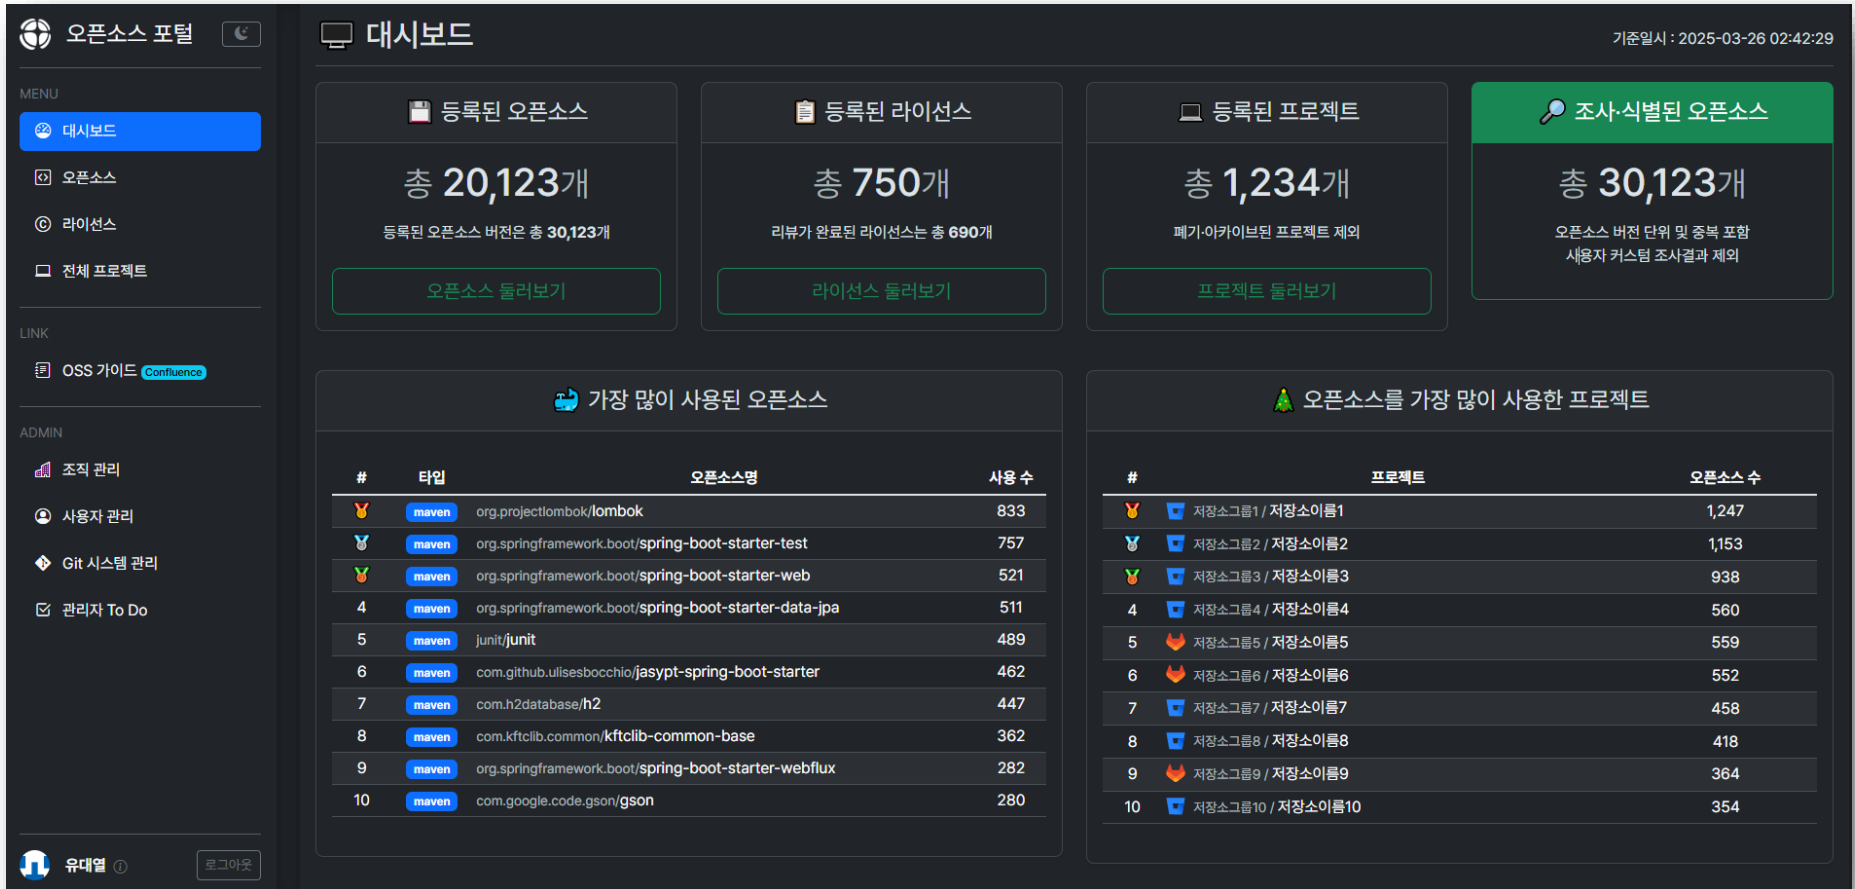 오픈소스 포털
MENU
대시보드
오픈소스
라이선스
전체 프로젝트
LINK
OSS 가이드 Confluence
ADMIN
조직 관리
사용자 관리
Git 시스템 관리
관리자 To Do
유대열
로그아웃
대시보드
기준일시 : 2025-03-26 02:42:29
등록된 오픈소스
총 20,123개
등록된 오픈소스 버전은 총 30,123개
오픈소스 둘러보기
등록된 라이선스
총 750개
리뷰가 완료된 라이선스는 총 690개
라이선스 둘러보기
등록된 프로젝트
총 1,234개
폐기·아카이브된 프로젝트 제외
프로젝트 둘러보기
조사·식별된 오픈소스
총 30,123개
오픈소스 버전 단위 및 중복 포함
사용자 커스텀 조사결과 제외
가장 많이 사용된 오픈소스
# 타입 오픈소스명 사용 수
maven org.projectlombok/lombok 833
maven org.springframework.boot/spring-boot-starter-test 757
maven org.springframework.boot/spring-boot-starter-web 521
4 maven org.springframework.boot/spring-boot-starter-data-jpa 511
5 maven junit/junit 489
6 maven com.github.ulisesbocchio/jasypt-spring-boot-starter 462
7 maven com.h2database/h2 447
8 maven com.kftclib.common/kftclib-common-base 362
9 maven org.springframework.boot/spring-boot-starter-webflux 282
10 maven com.google.code.gson/gson 280
오픈소스를 가장 많이 사용한 프로젝트
# 프로젝트 오픈소스 수
저장소그룹1 / 저장소이름1 1,247
저장소그룹2 / 저장소이름2 1,153
저장소그룹3 / 저장소이름3 938
4 저장소그룹4 / 저장소이름4 560
5 저장소그룹5 / 저장소이름5 559
6 저장소그룹6 / 저장소이름6 552
7 저장소그룹7 / 저장소이름7 458
8 저장소그룹8 / 저장소이름8 418
9 저장소그룹9 / 저장소이름9 364
10 저장소그룹10 / 저장소이름10 354